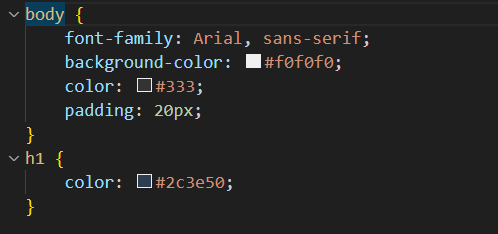 body {
    font-family: Arial, sans-serif;
    background-color: #f0f0f0;
    color: #333;
    padding: 20px;
}
h1 {
    color: #2c3e50;
}